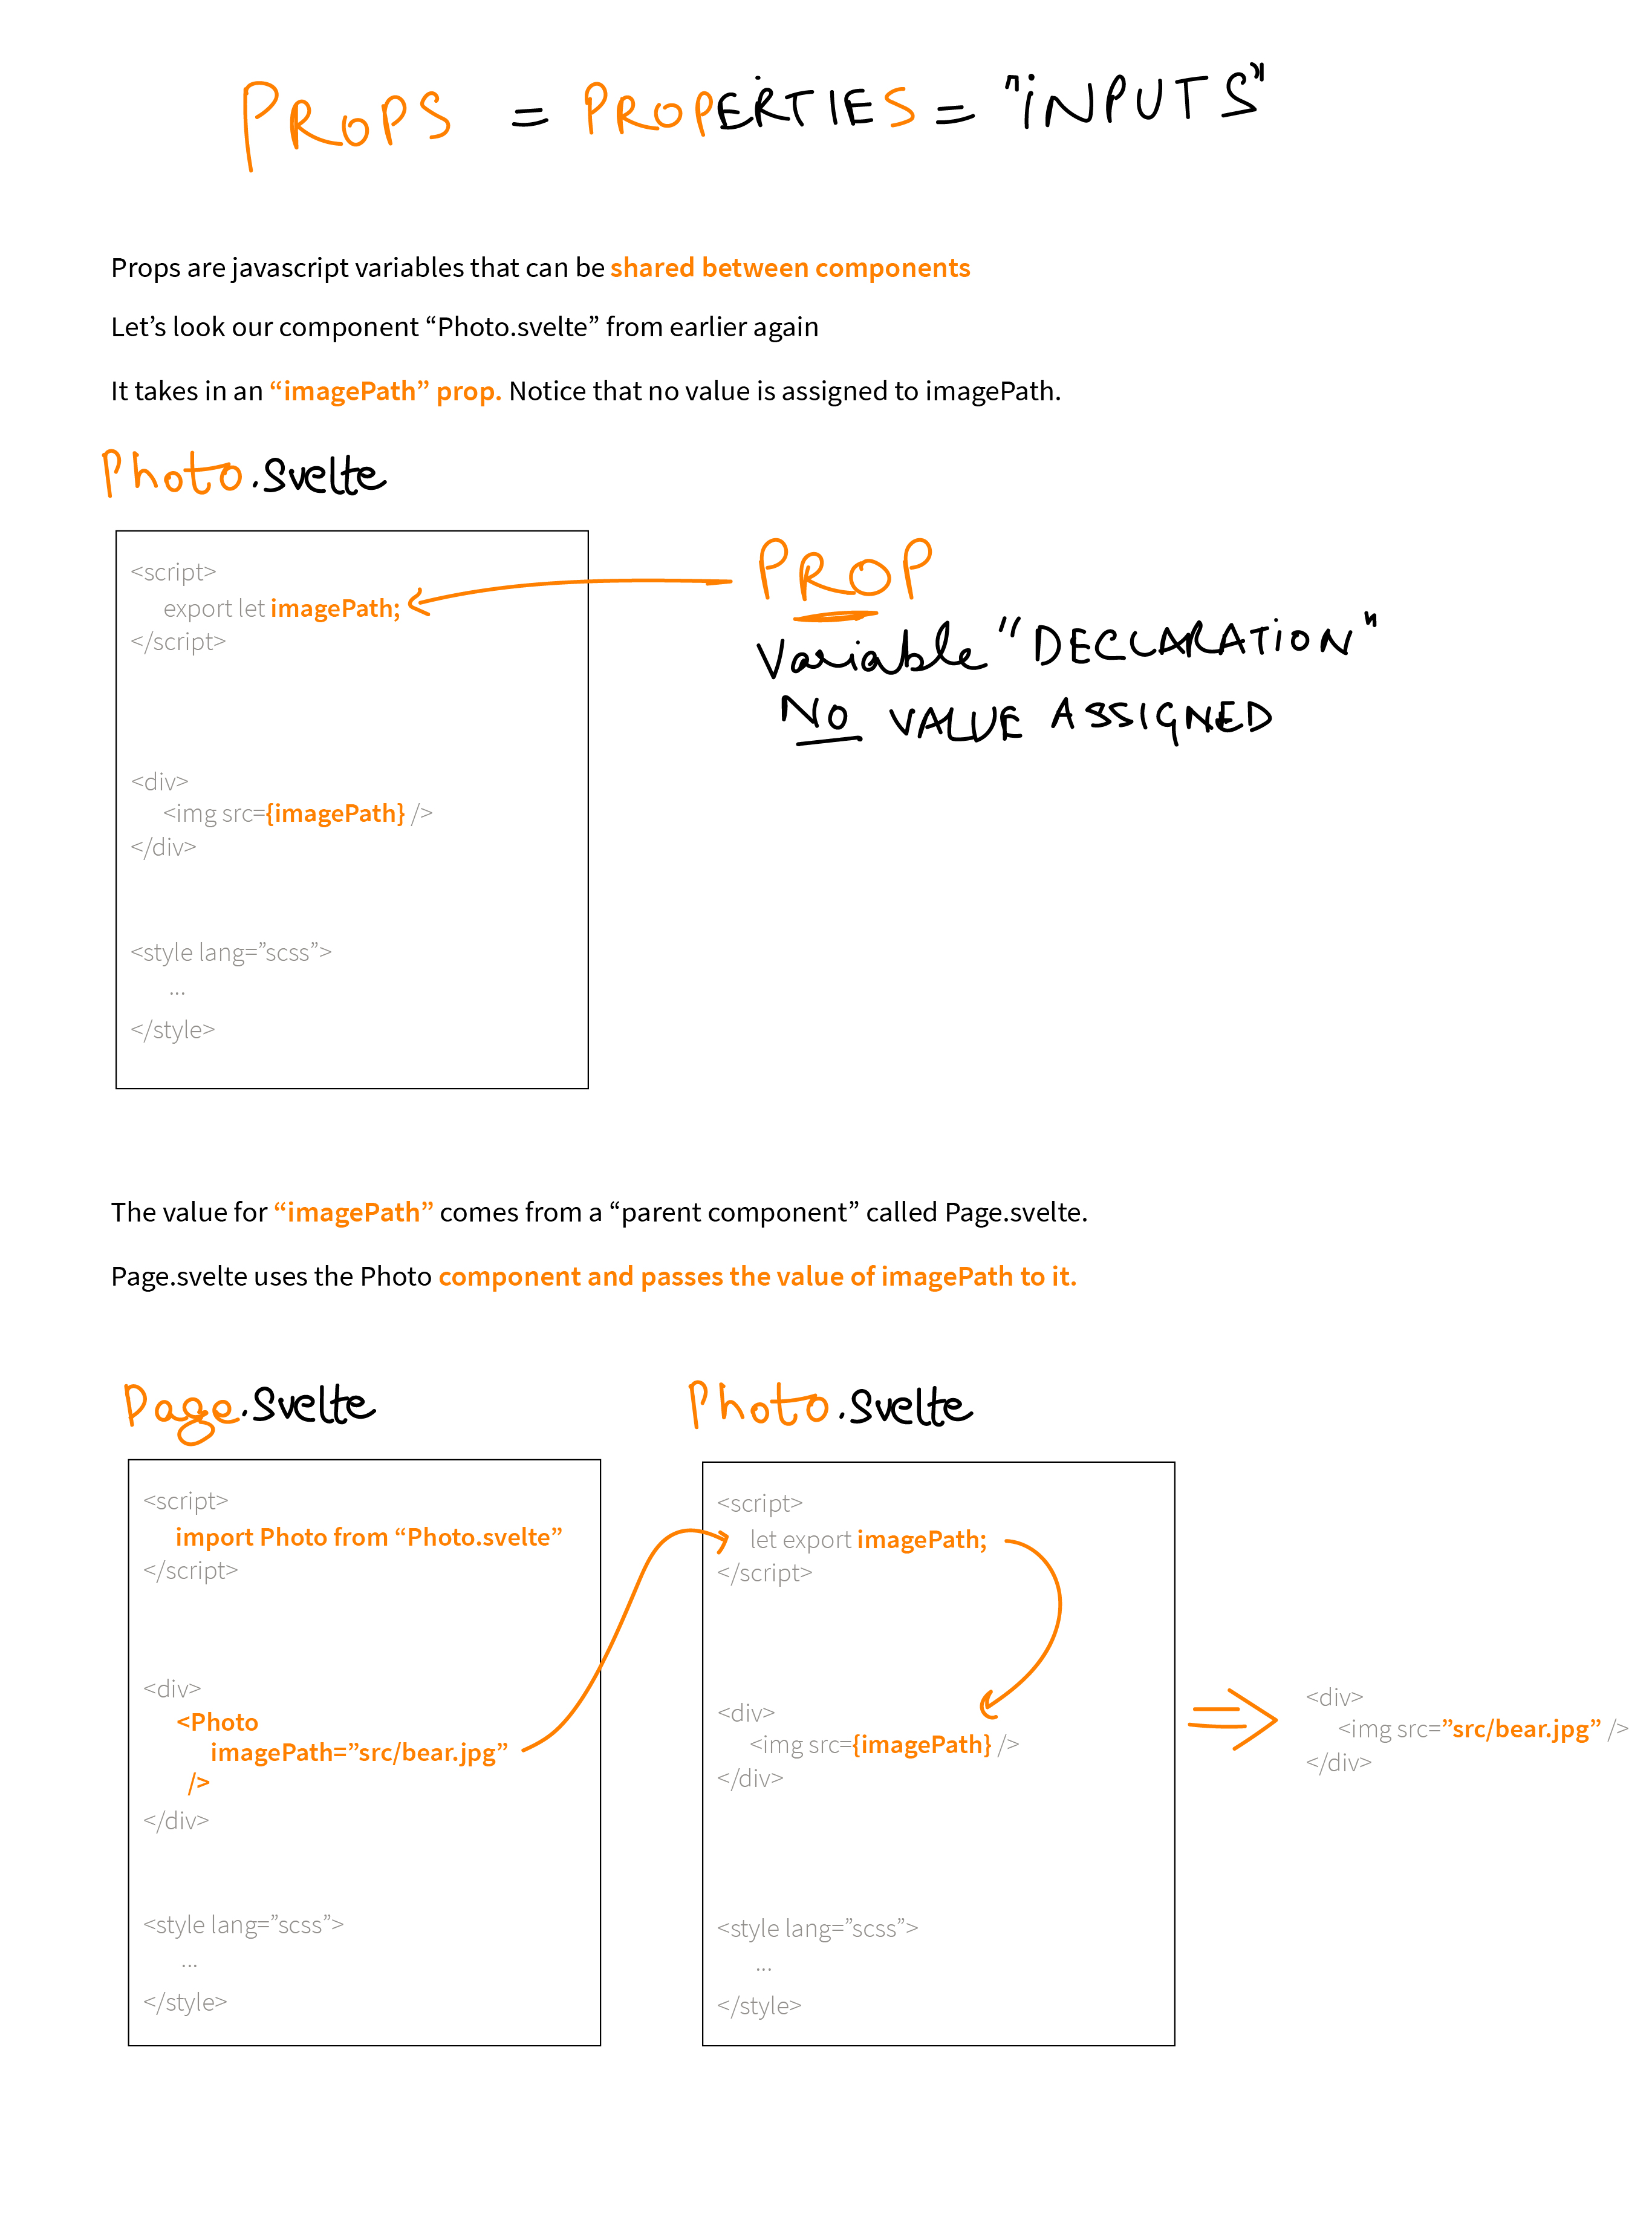 PROPS = PROPERTIES = "iNPUTS"
Props are javascript variables that can be shared between components
Let’s look our component “Photo.svelte” from earlier again
It takes in an “imagePath” prop. Notice that no value is assigned to imagePath.
Photo.svelte
<script>
export let imagePath;
</script>
<div>
<img src={imagePath} />
</div>
<style lang=”scss”>
...
</style>
PROP
Variable "DECLARATiON"
NO VALUE ASSIGNED
The value for “imagePath” comes from a “parent component” called Page.svelte.
Page.svelte uses the Photo component and passes the value of imagePath to it.
Page.svelte
<script>
import Photo from “Photo.svelte”
</script>
<div>
<Photo
imagePath=”src/bear.jpg”
/>
</div>
<style lang=”scss”>
...
</style>
Photo.svelte
<script>
let export imagePath;
</script>
<div>
<img src={imagePath} />
</div>
<style lang=”scss”>
...
</style>
<div>
<img src=”src/bear.jpg” />
</div>